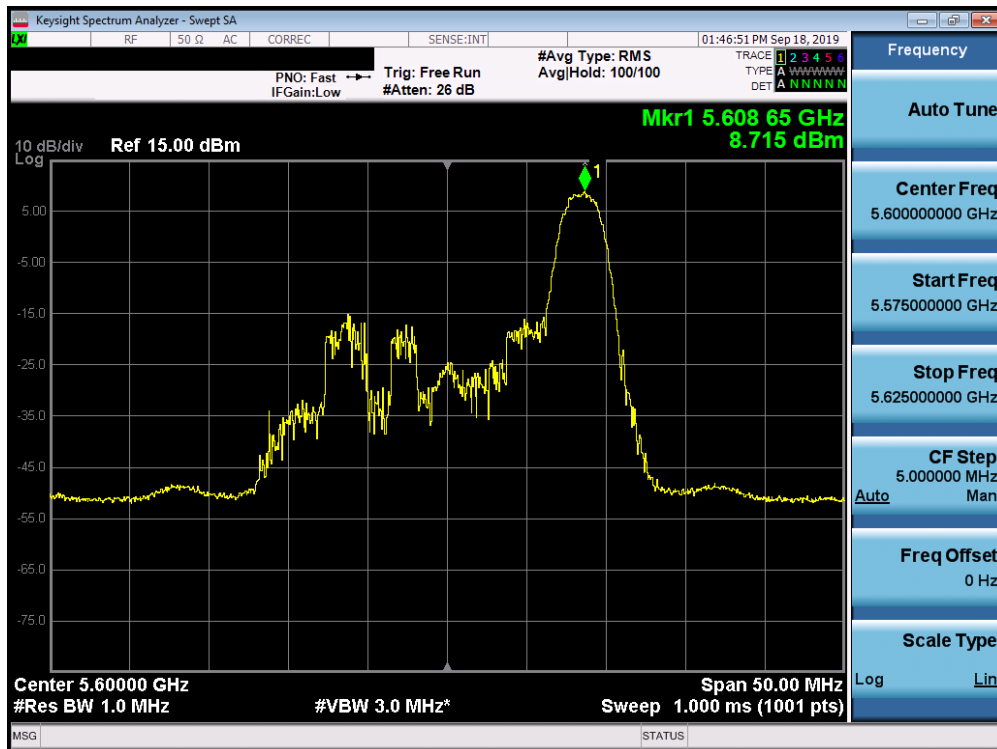 Keysight Spectrum Analyzer - Swept SA
LXI RF 50 Ω AC CORREC SENSE:INT 01:46:51 PM Sep 18, 2019
PNO: Fast Trig: Free Run #Avg Type: RMS TRACE 1 2 3 4 5 6
IFGain:Low #Atten: 26 dB Avg|Hold: 100/100 TYPE A WWWWW
DET A N N N N N
Mkr1 5.608 65 GHz
8.715 dBm
10 dB/div Ref 15.00 dBm
Log
1
5.00
-5.00
-15.0
-25.0
-35.0
-45.0
-55.0
-65.0
-75.0
Center 5.60000 GHz Span 50.00 MHz
#Res BW 1.0 MHz #VBW 3.0 MHz* Sweep 1.000 ms (1001 pts)
MSG STATUS
Frequency
Auto Tune
Center Freq
5.600000000 GHz
Start Freq
5.575000000 GHz
Stop Freq
5.625000000 GHz
CF Step
5.000000 MHz
Auto Man
Freq Offset
0 Hz
Scale Type
Log Lin